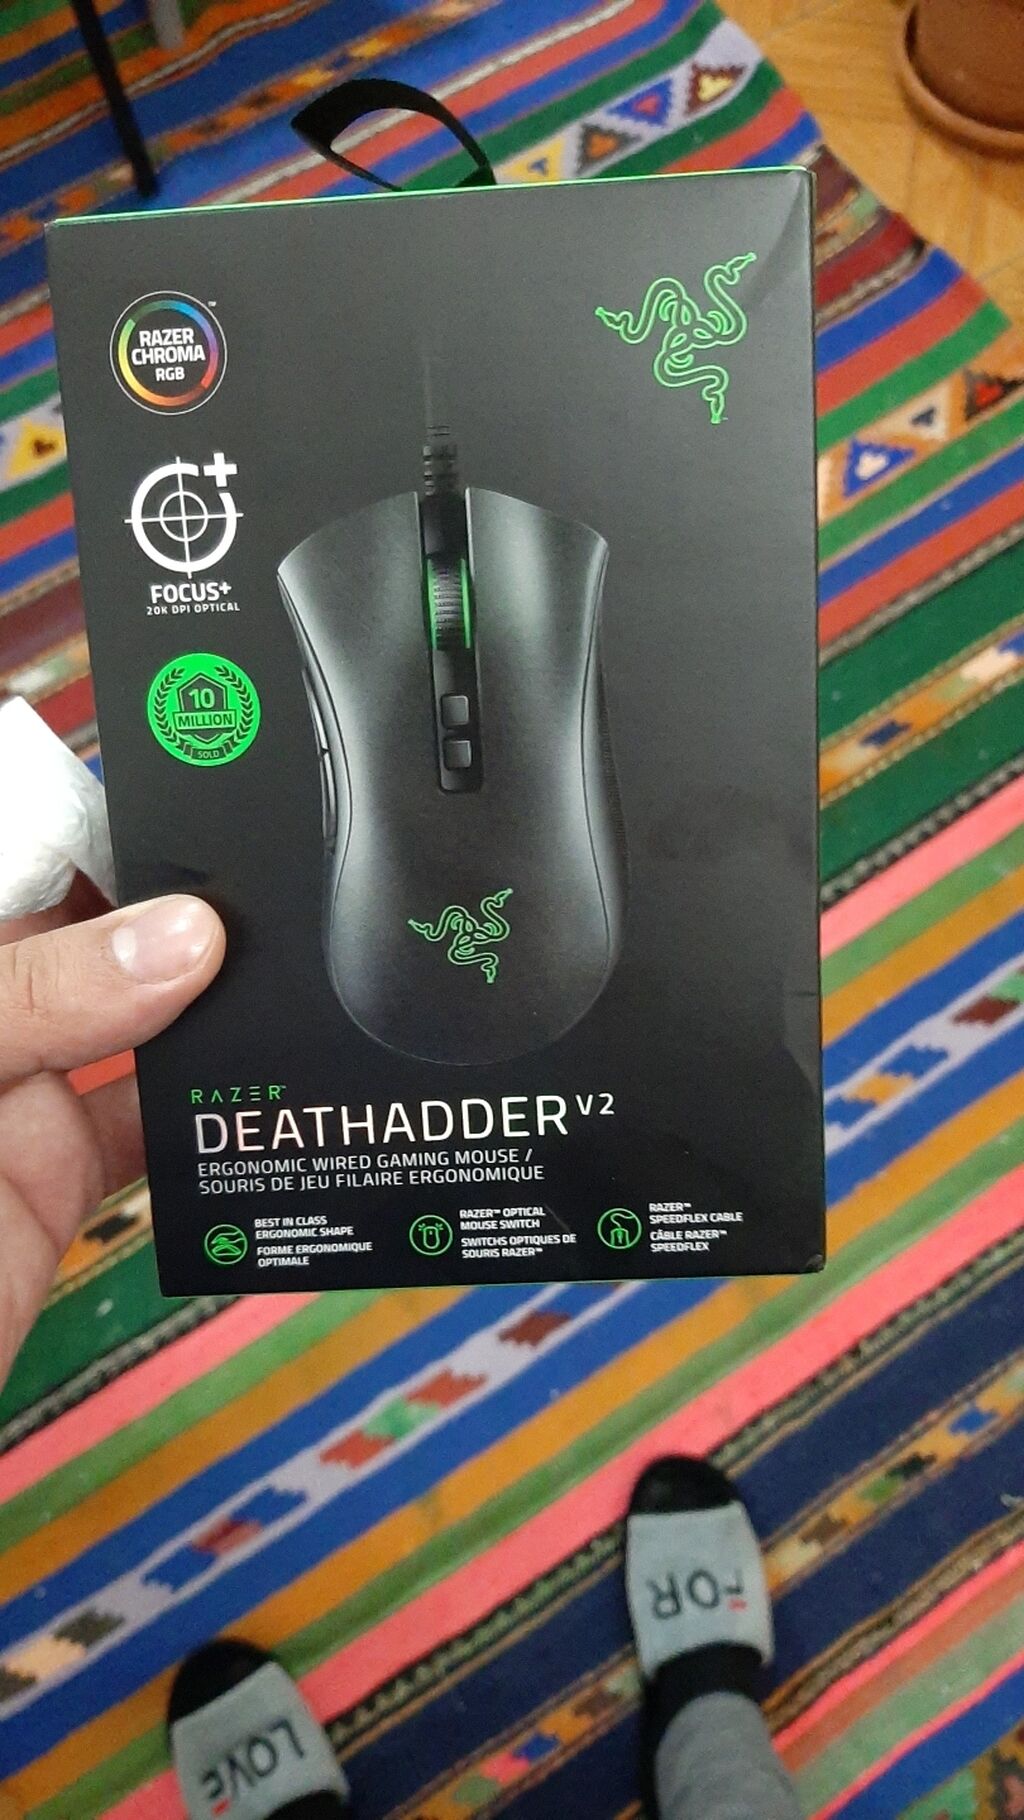 RAZER
CHROMA
RGB
FOCUS+
20K DPI OPTICAL
10
MILLION
SOLD
RAZER™
DEATHADDER V2
ERGONOMIC WIRED GAMING MOUSE /
SOURIS DE JEU FILAIRE ERGONOMIQUE
BEST IN CLASS
ERGONOMIC SHAPE
FORME ERGONOMIQUE
OPTIMALE
RAZER™ OPTICAL
MOUSE SWITCH
SWITCHS OPTIQUES DE
SOURIS RAZER™
RAZER™
SPEEDFLEX CABLE
CÂBLE RAZER™
SPEEDFLEX
FOR
LOVE